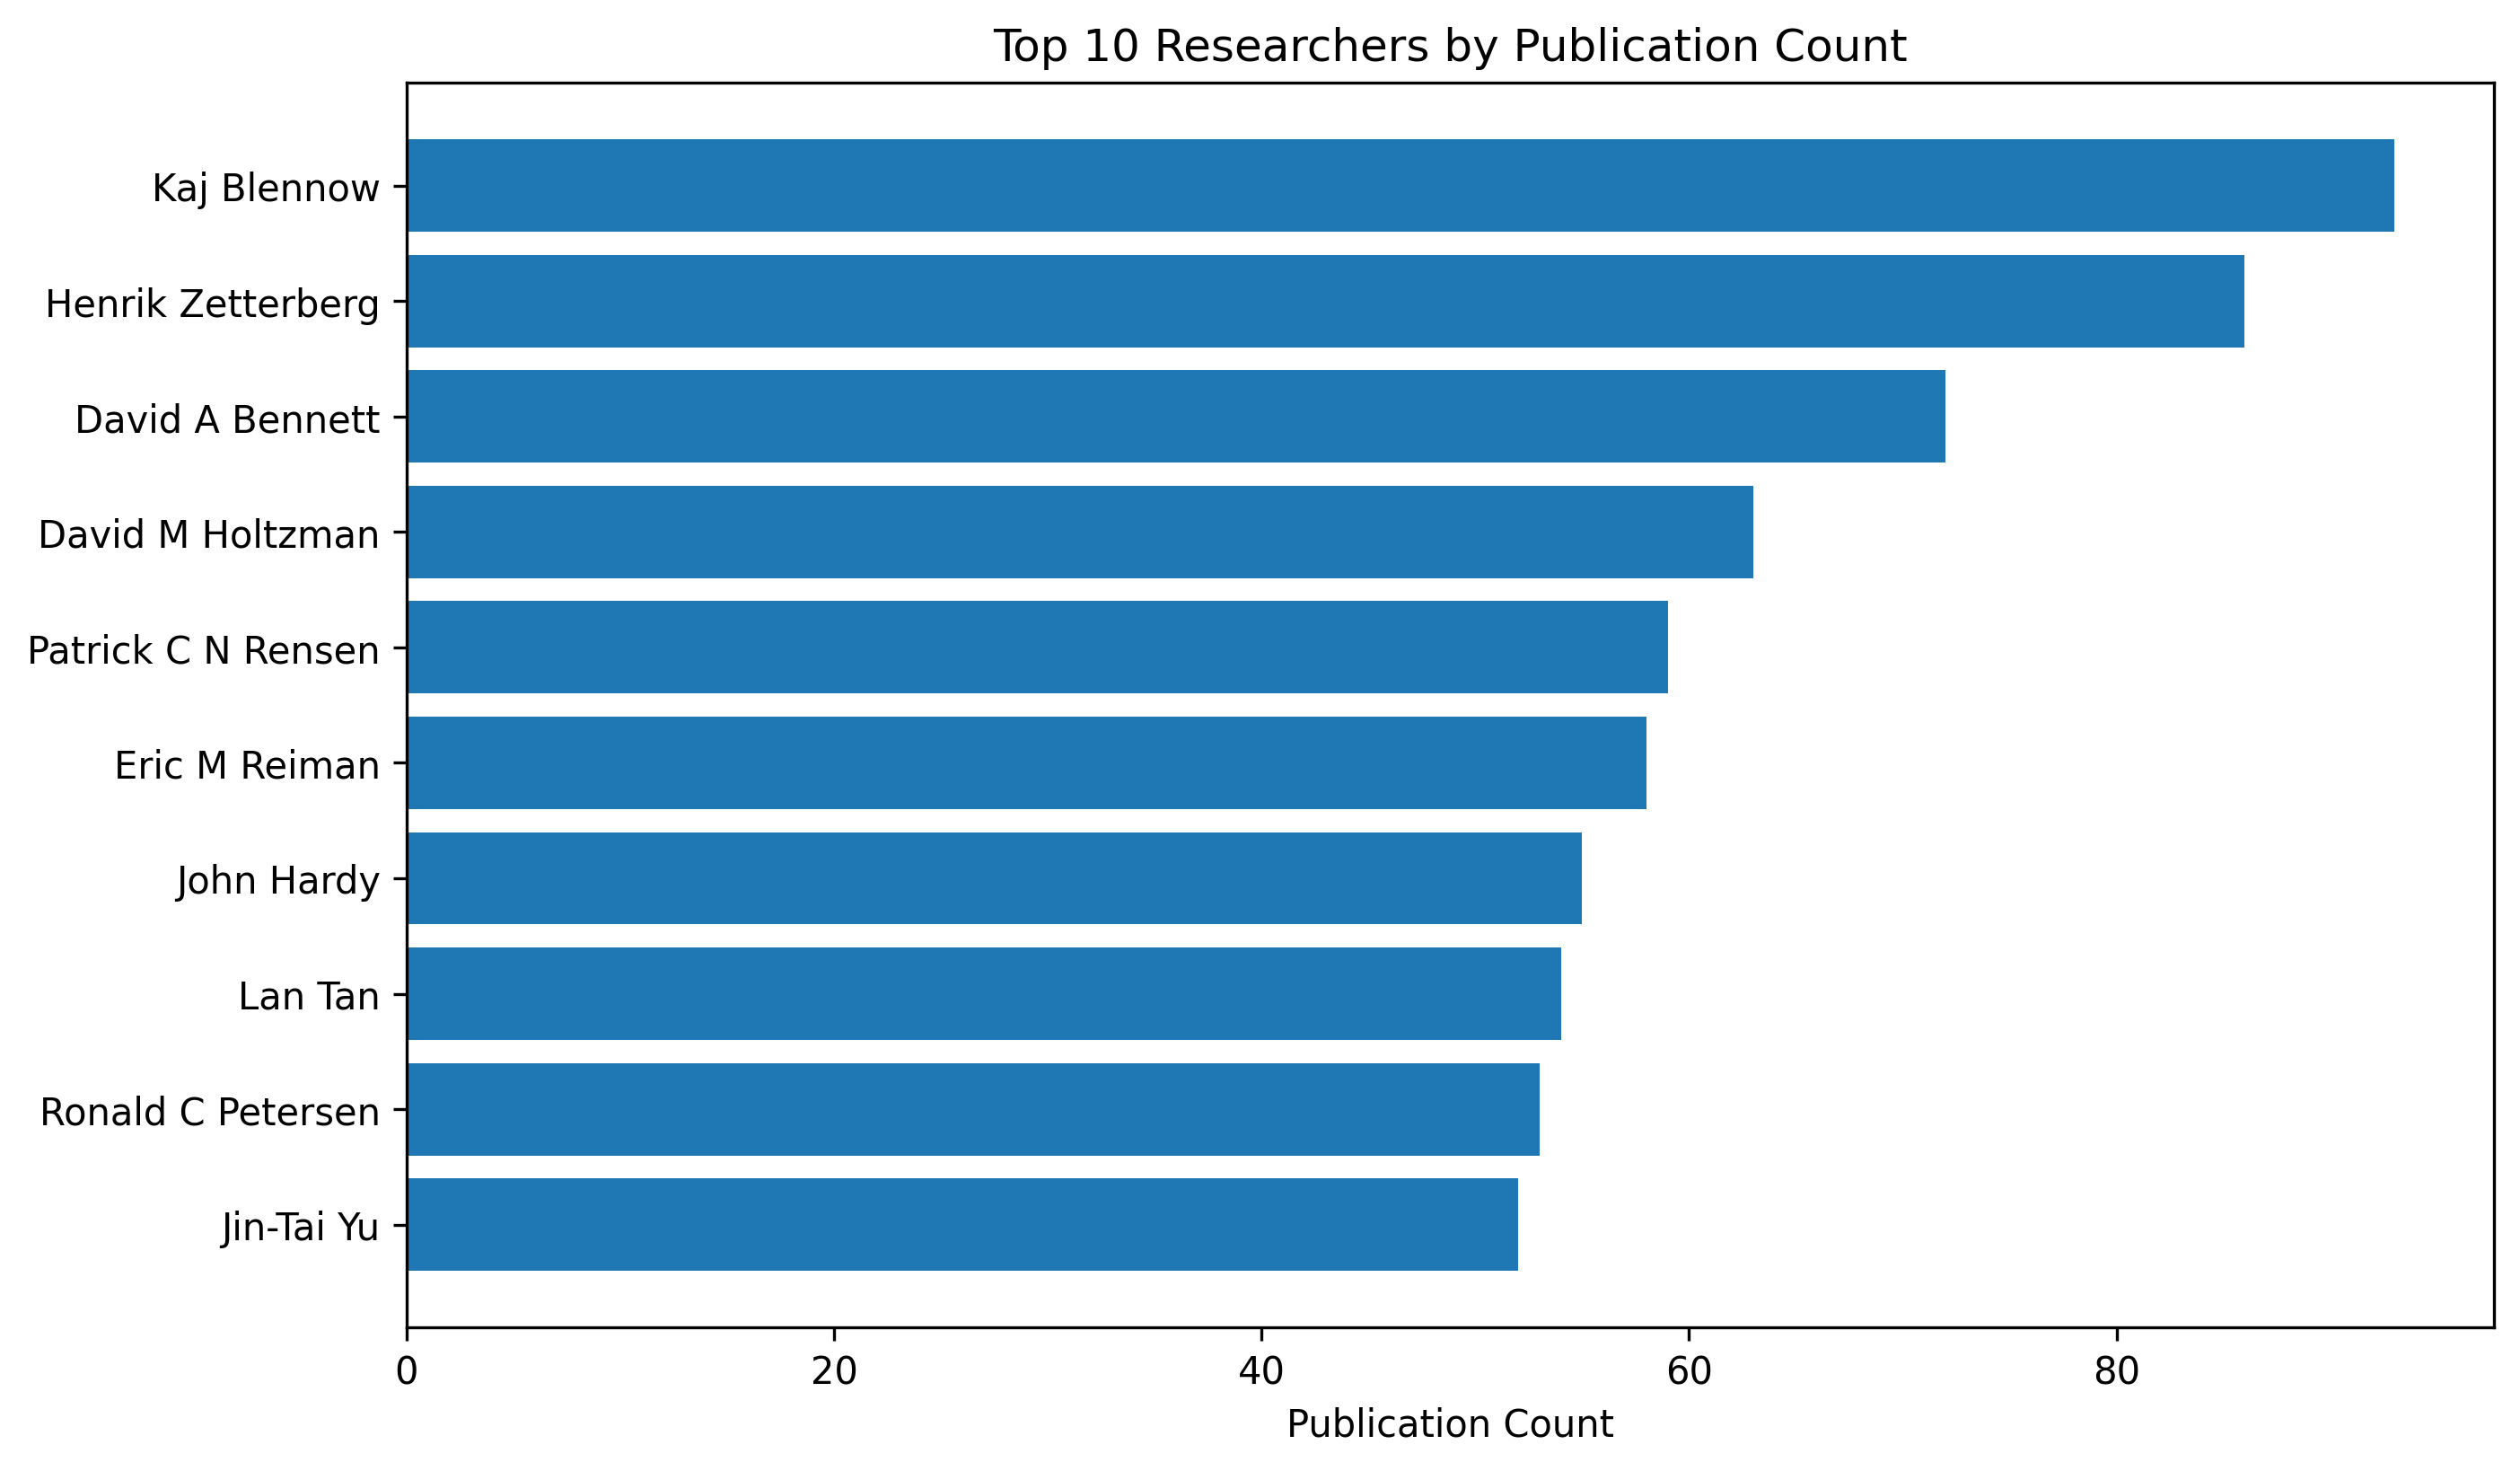 Top 10 Researchers by Publication Count
Kaj Blennow
Henrik Zetterberg
David A Bennett
David M Holtzman
Patrick C N Rensen
Eric M Reiman
John Hardy
Lan Tan
Ronald C Petersen
Jin-Tai Yu
0 20 40 60 80
Publication Count